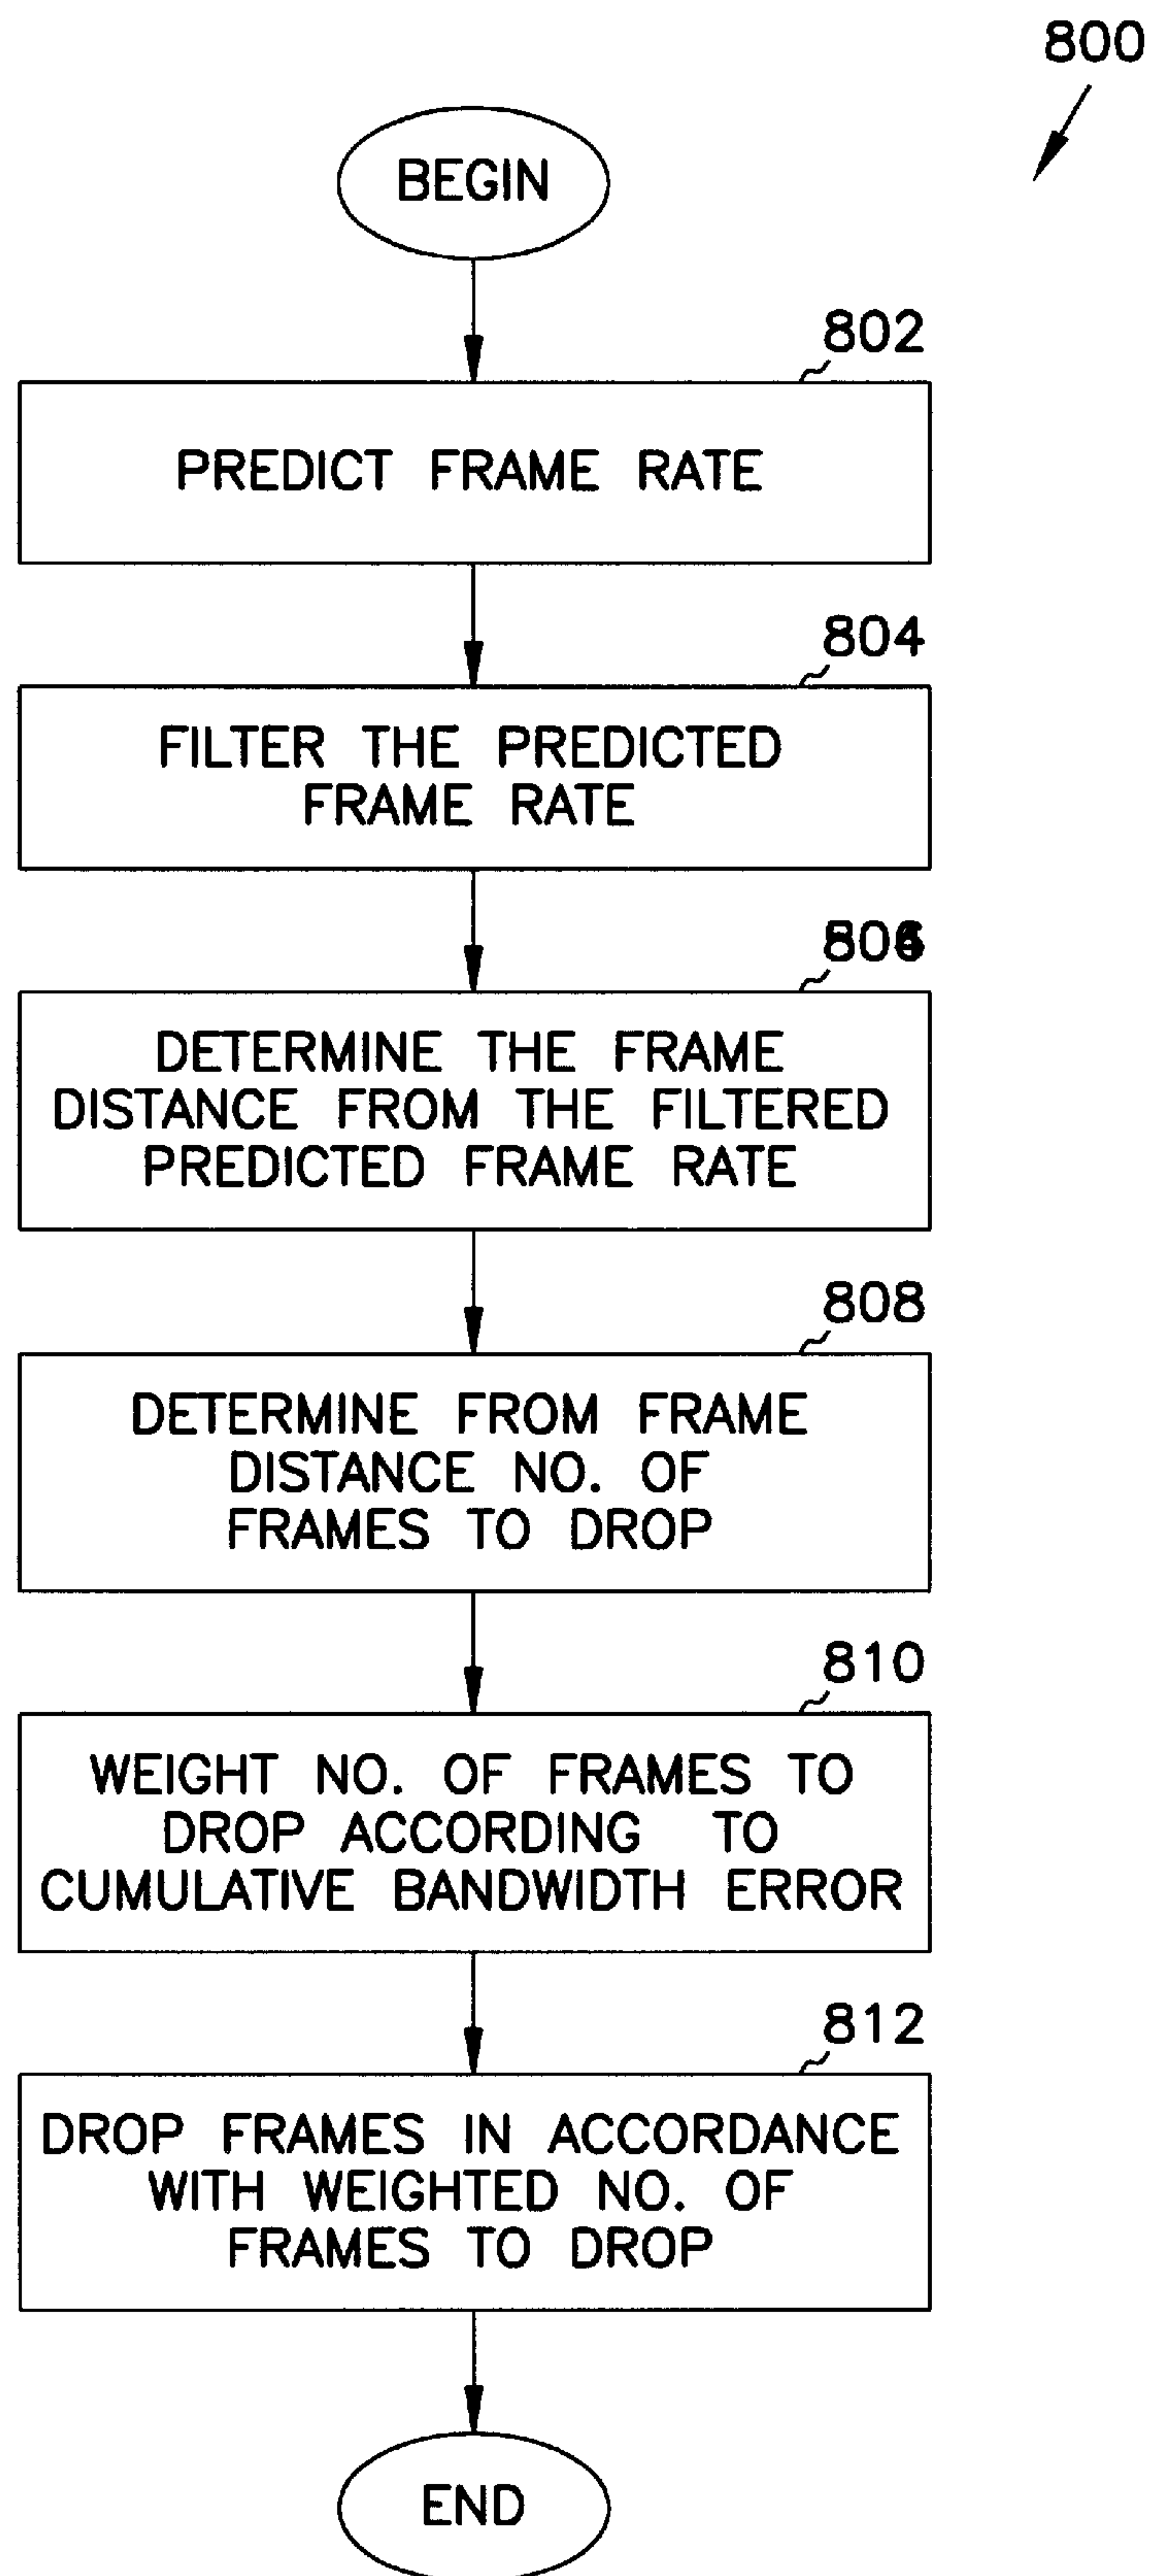 800
BEGIN
802
PREDICT FRAME RATE
804
FILTER THE PREDICTED
FRAME RATE
DETERMINE THE FRAME
DISTANCE FROM THE FILTERED
PREDICTED FRAME RATE
808
DETERMINE FROM FRAME
DISTANCE NO. OF
FRAMES TO DROP
810
WEIGHT NO. OF FRAMES TO
DROP ACCORDING TO
CUMULATIVE BANDWIDTH ERROR
812
DROP FRAMES IN ACCORDANCE
WITH WEIGHTED NO. OF
FRAMES TO DROP
END